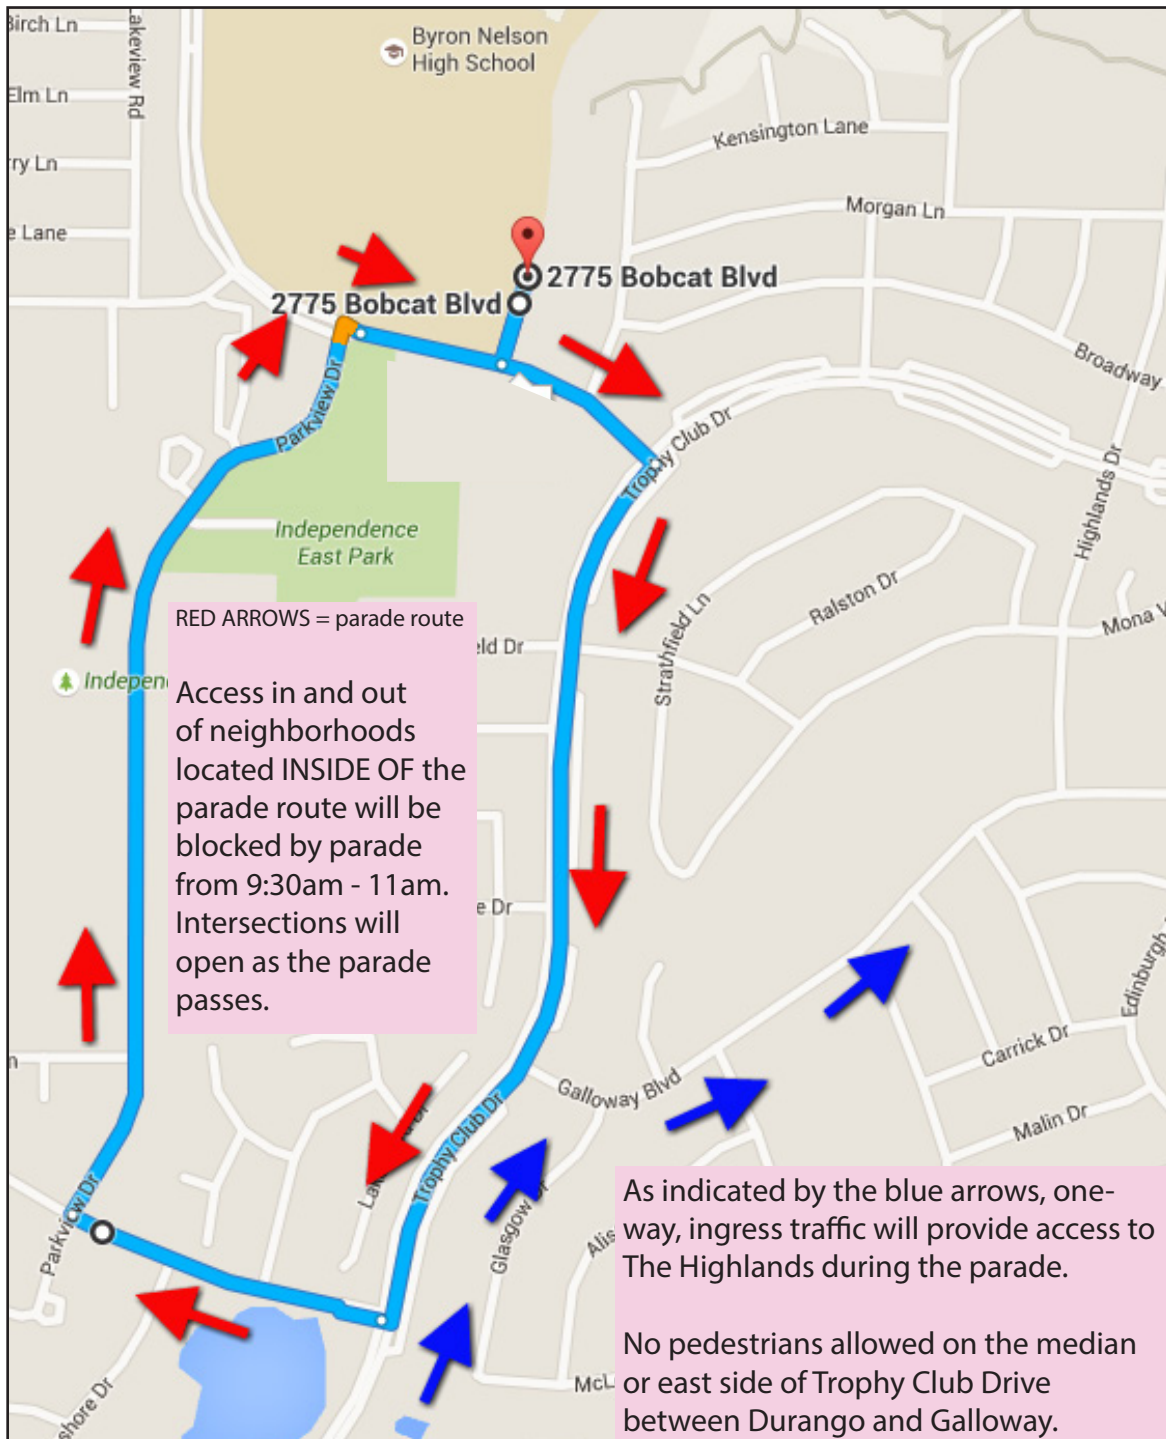 Birch Ln
Lakeview Rd
Byron Nelson
High School
Elm Ln
Kensington Lane
rry Ln
Morgan Ln
e Lane
2775 Bobcat Blvd
2775 Bobcat Blvd
Broadway
Parkview Dr
Trophy Club Dr
Highlands Dr
Independence
East Park
Ralston Dr
Strathfield Ln
Mona V
eld Dr
Indepen
RED ARROWS = parade route
Access in and out
of neighborhoods
located INSIDE OF the
parade route will be
blocked by parade
from 9:30am - 11am.
Intersections will
open as the parade
passes.
e Dr
Edinburgh
Carrick Dr
Galloway Blvd
Malin Dr
Trophy Club Dr
Glasgow Dr
Parkview Dr
Alis
McL
shore Dr
As indicated by the blue arrows, one-
way, ingress traffic will provide access to
The Highlands during the parade.
No pedestrians allowed on the median
or east side of Trophy Club Drive
between Durango and Galloway.